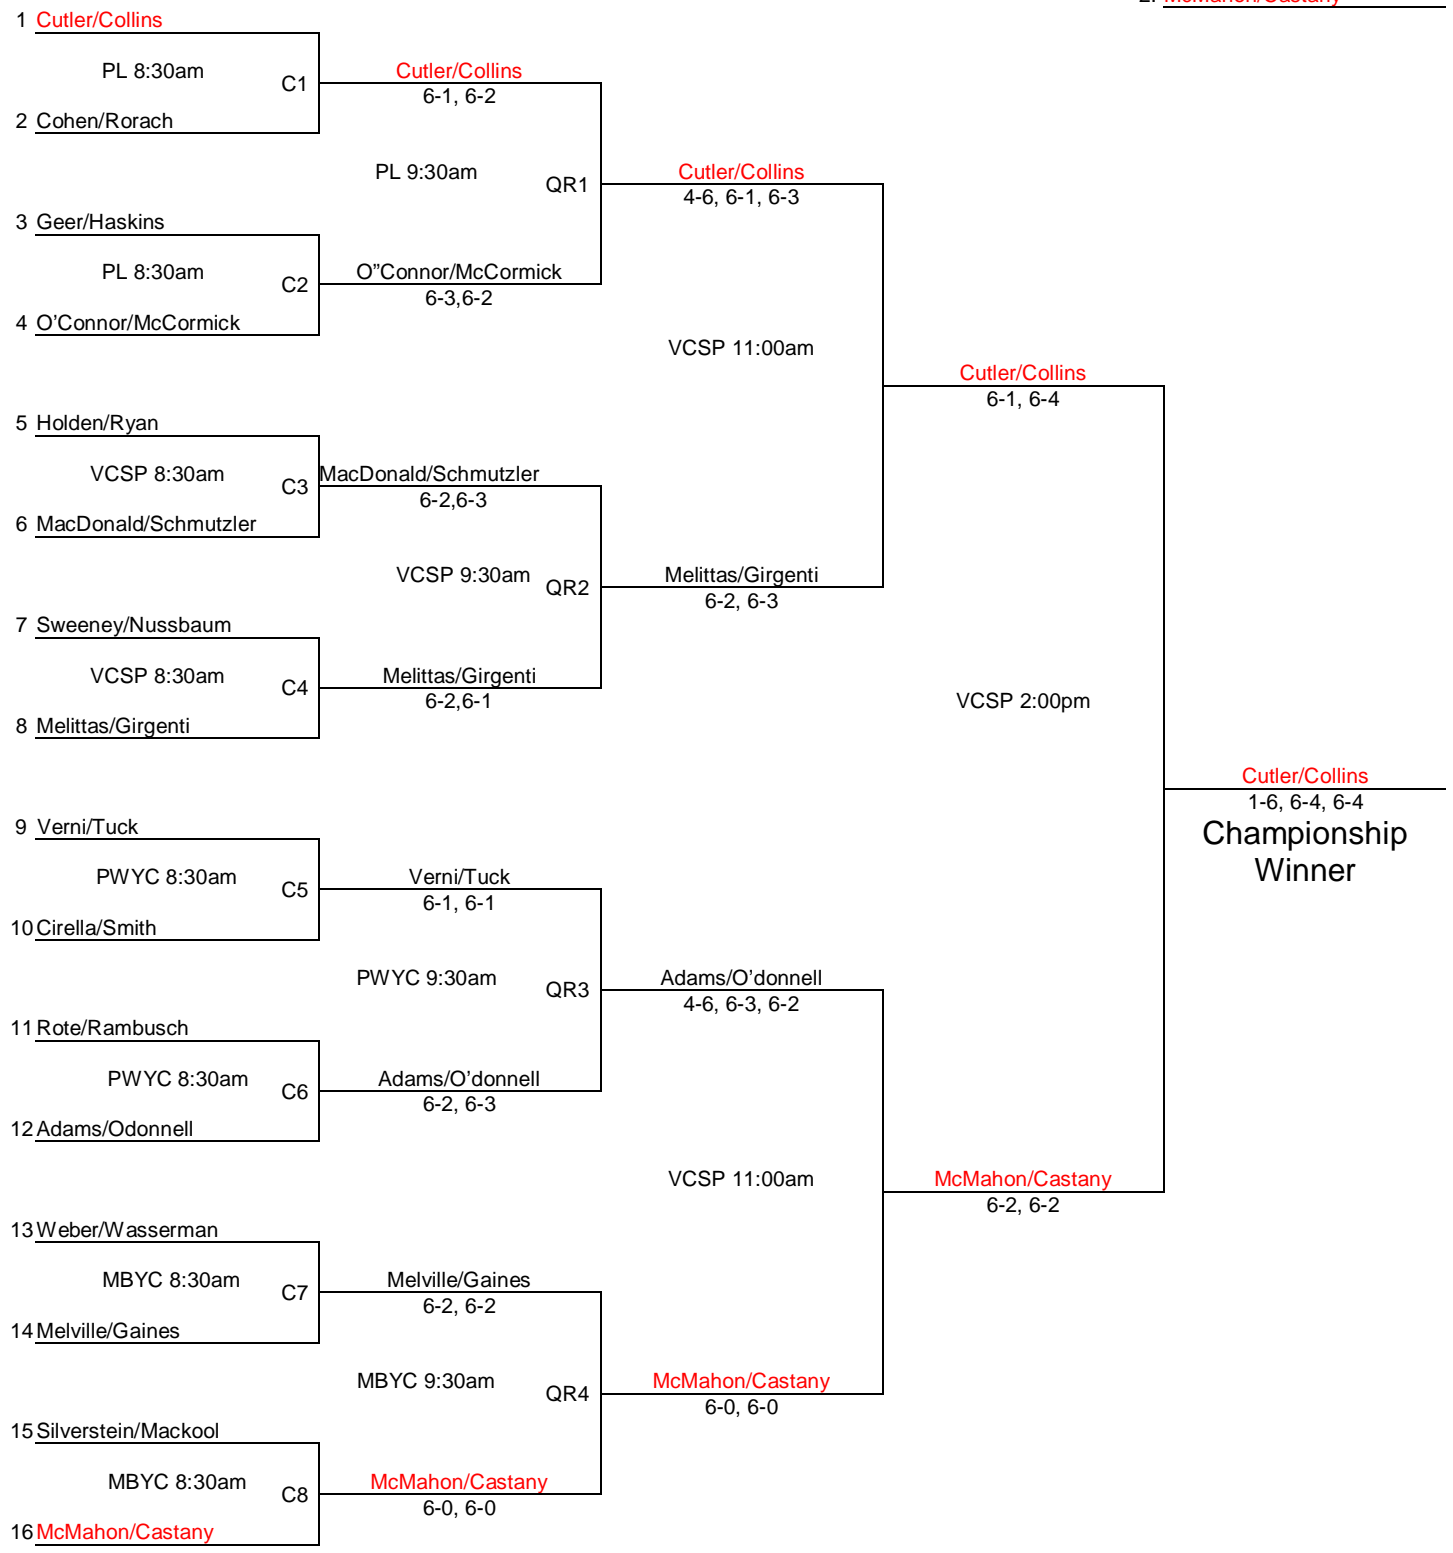 2. McMahon/Castany
1 Cutler/Collins
PL 8:30am
C1
Cutler/Collins
6-1, 6-2
2 Cohen/Rorach
PL 9:30am
QR1
Cutler/Collins
4-6, 6-1, 6-3
3 Geer/Haskins
PL 8:30am
C2
O"Connor/McCormick
6-3,6-2
4 O'Connor/McCormick
VCSP 11:00am
Cutler/Collins
6-1, 6-4
5 Holden/Ryan
VCSP 8:30am
C3
MacDonald/Schmutzler
6-2,6-3
6 MacDonald/Schmutzler
VCSP 9:30am
QR2
Melittas/Girgenti
6-2, 6-3
7 Sweeney/Nussbaum
VCSP 8:30am
C4
Melittas/Girgenti
6-2,6-1
8 Melittas/Girgenti
VCSP 2:00pm
Cutler/Collins
1-6, 6-4, 6-4
Championship
Winner
9 Verni/Tuck
PWYC 8:30am
C5
Verni/Tuck
6-1, 6-1
10 Cirella/Smith
PWYC 9:30am
QR3
Adams/O'donnell
4-6, 6-3, 6-2
11 Rote/Rambusch
PWYC 8:30am
C6
Adams/O'donnell
6-2, 6-3
12 Adams/Odonnell
VCSP 11:00am
McMahon/Castany
6-2, 6-2
13 Weber/Wasserman
MBYC 8:30am
C7
Melville/Gaines
6-2, 6-2
14 Melville/Gaines
MBYC 9:30am
QR4
McMahon/Castany
6-0, 6-0
15 Silverstein/Mackool
MBYC 8:30am
C8
McMahon/Castany
6-0, 6-0
16 McMahon/Castany